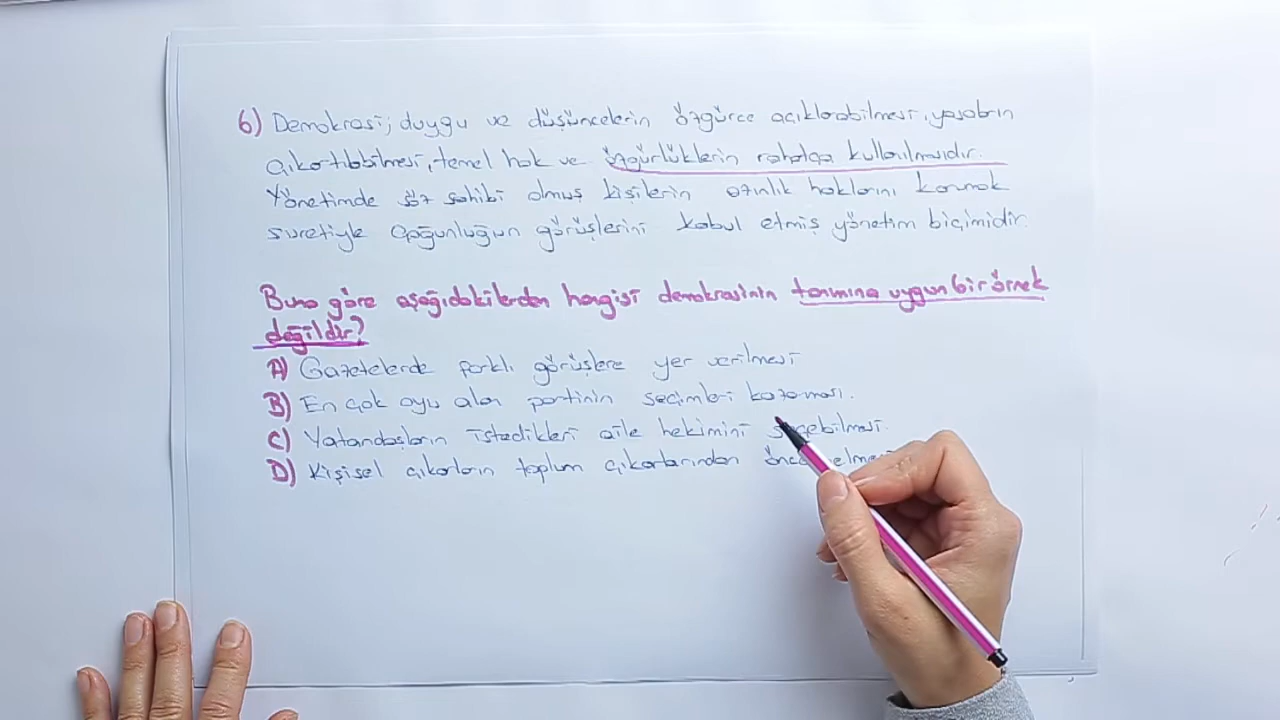 6) Demokrasi; duygu ve düşüncelerin özgürce açıklanabilmesi, yasaların
çıkartılabilmesi, temel hak ve özgürlüklerin rahatça kullanılmasıdır.
Yönetimde söz sahibi olmuş kişilerin azınlık haklarını korumak
suretiyle çoğunluğun görüşlerini kabul etmiş yönetim biçimidir.
Buna göre aşağıdakilerden hangisi demokrasinin tanımına uygun bir örnek
değildir?
A) Gazetelerde farklı görüşlere yer verilmesi
B) En çok oyu alan partinin seçimleri kazanması.
C) Vatandaşların istedikleri aile hekimini seçebilmesi.
D) Kişisel çıkarların toplum çıkarlarından